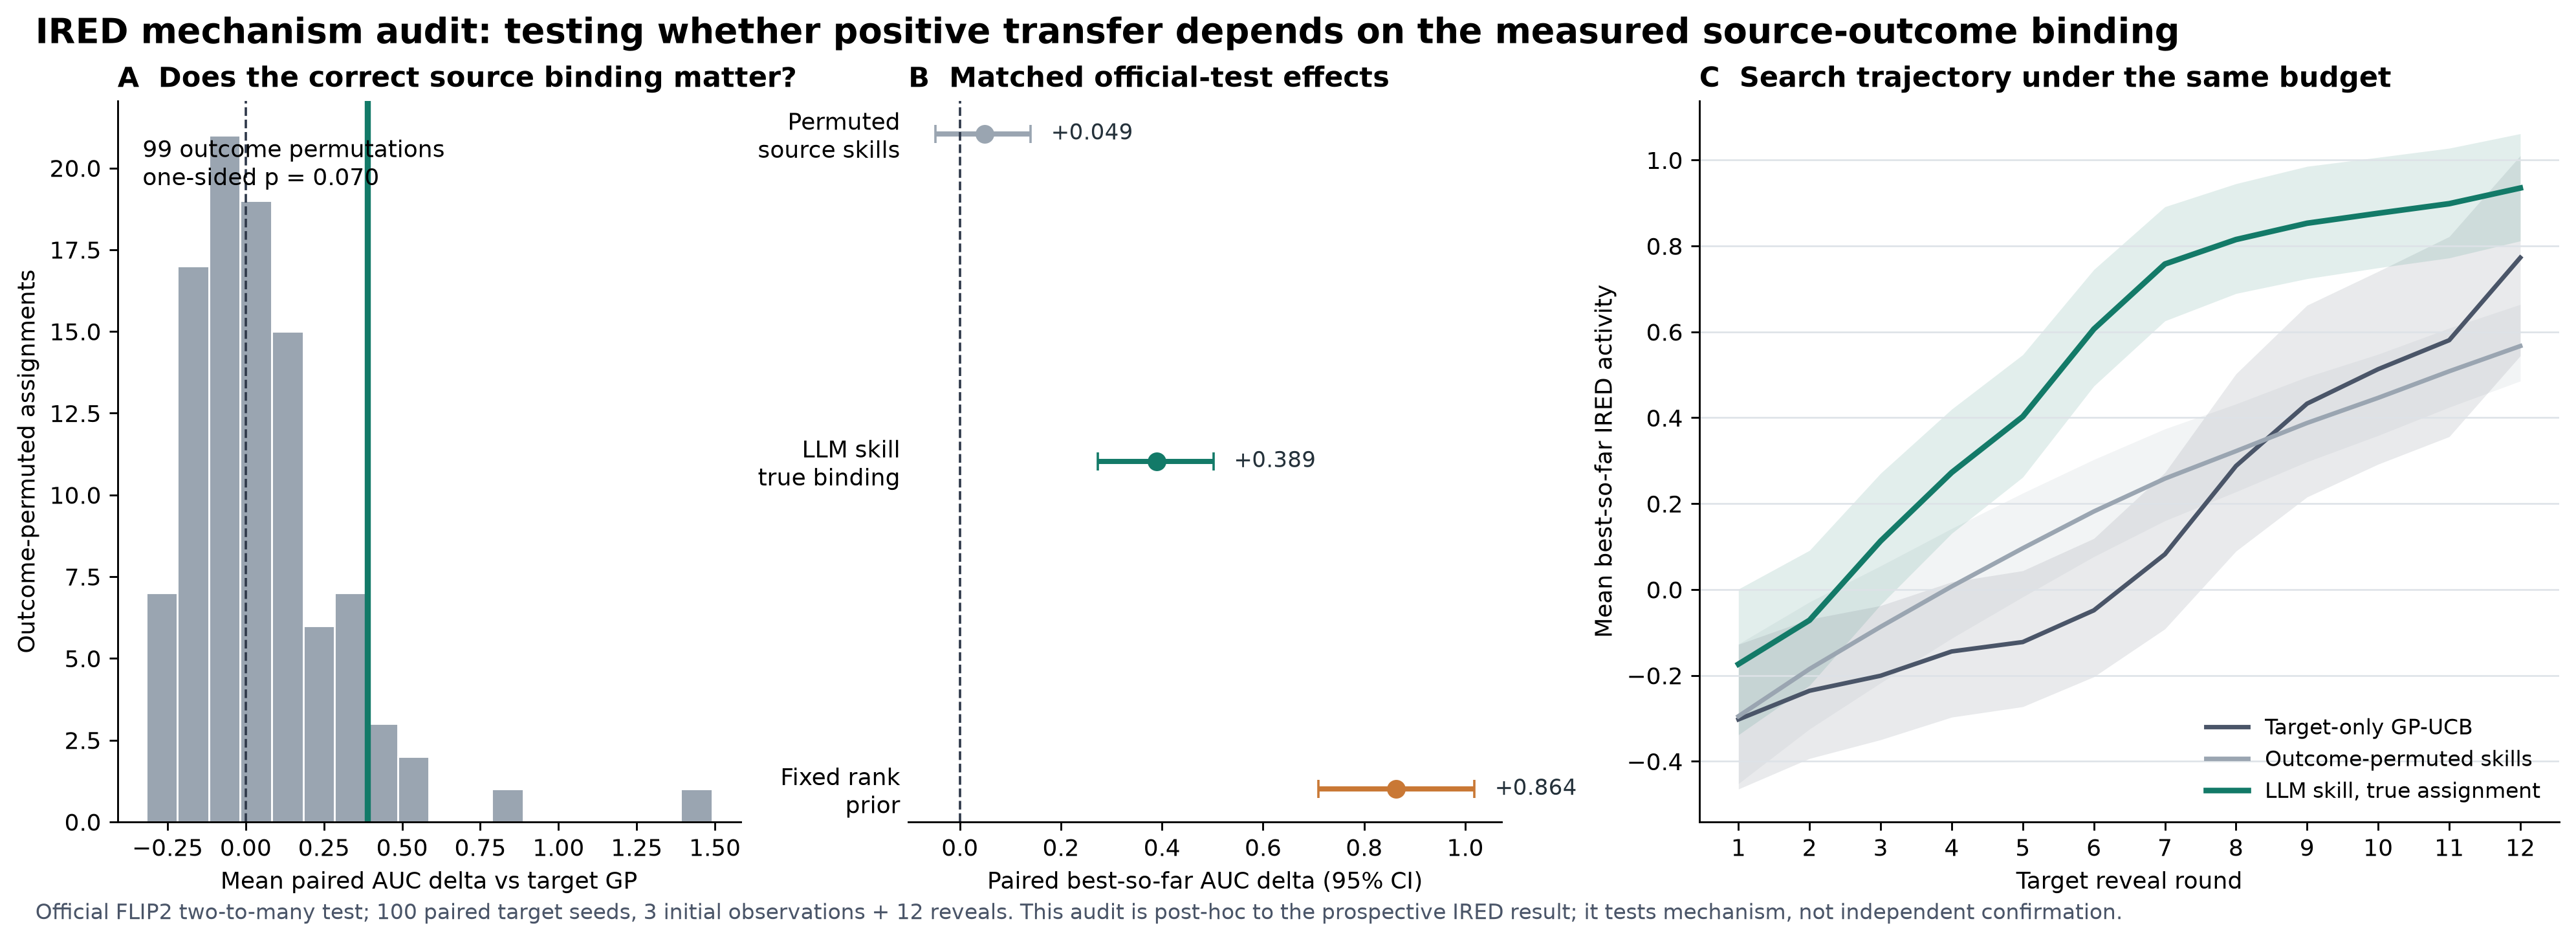 IRED mechanism audit: testing whether positive transfer depends on the measured source-outcome binding
A Does the correct source binding matter?
99 outcome permutations
one-sided p = 0.070
Outcome-permuted assignments
20.0
17.5
15.0
12.5
10.0
7.5
5.0
2.5
0.0
−0.25 0.00 0.25 0.50 0.75 1.00 1.25 1.50
Mean paired AUC delta vs target GP
B Matched official-test effects
Permuted
source skills
+0.049
LLM skill
true binding
+0.389
Fixed rank
prior
+0.864
0.0 0.2 0.4 0.6 0.8 1.0
Paired best-so-far AUC delta (95% CI)
C Search trajectory under the same budget
Mean best-so-far IRED activity
1.0
0.8
0.6
0.4
0.2
0.0
−0.2
−0.4
Target-only GP-UCB
Outcome-permuted skills
LLM skill, true assignment
1 2 3 4 5 6 7 8 9 10 11 12
Target reveal round
Official FLIP2 two-to-many test; 100 paired target seeds, 3 initial observations + 12 reveals. This audit is post-hoc to the prospective IRED result; it tests mechanism, not independent confirmation.